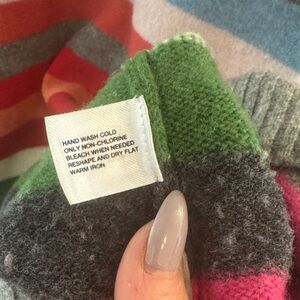 HAND WASH COLD
ONLY NON-CHLORINE
BLEACH WHEN NEEDED
RESHAPE AND DRY FLAT
WARM IRON